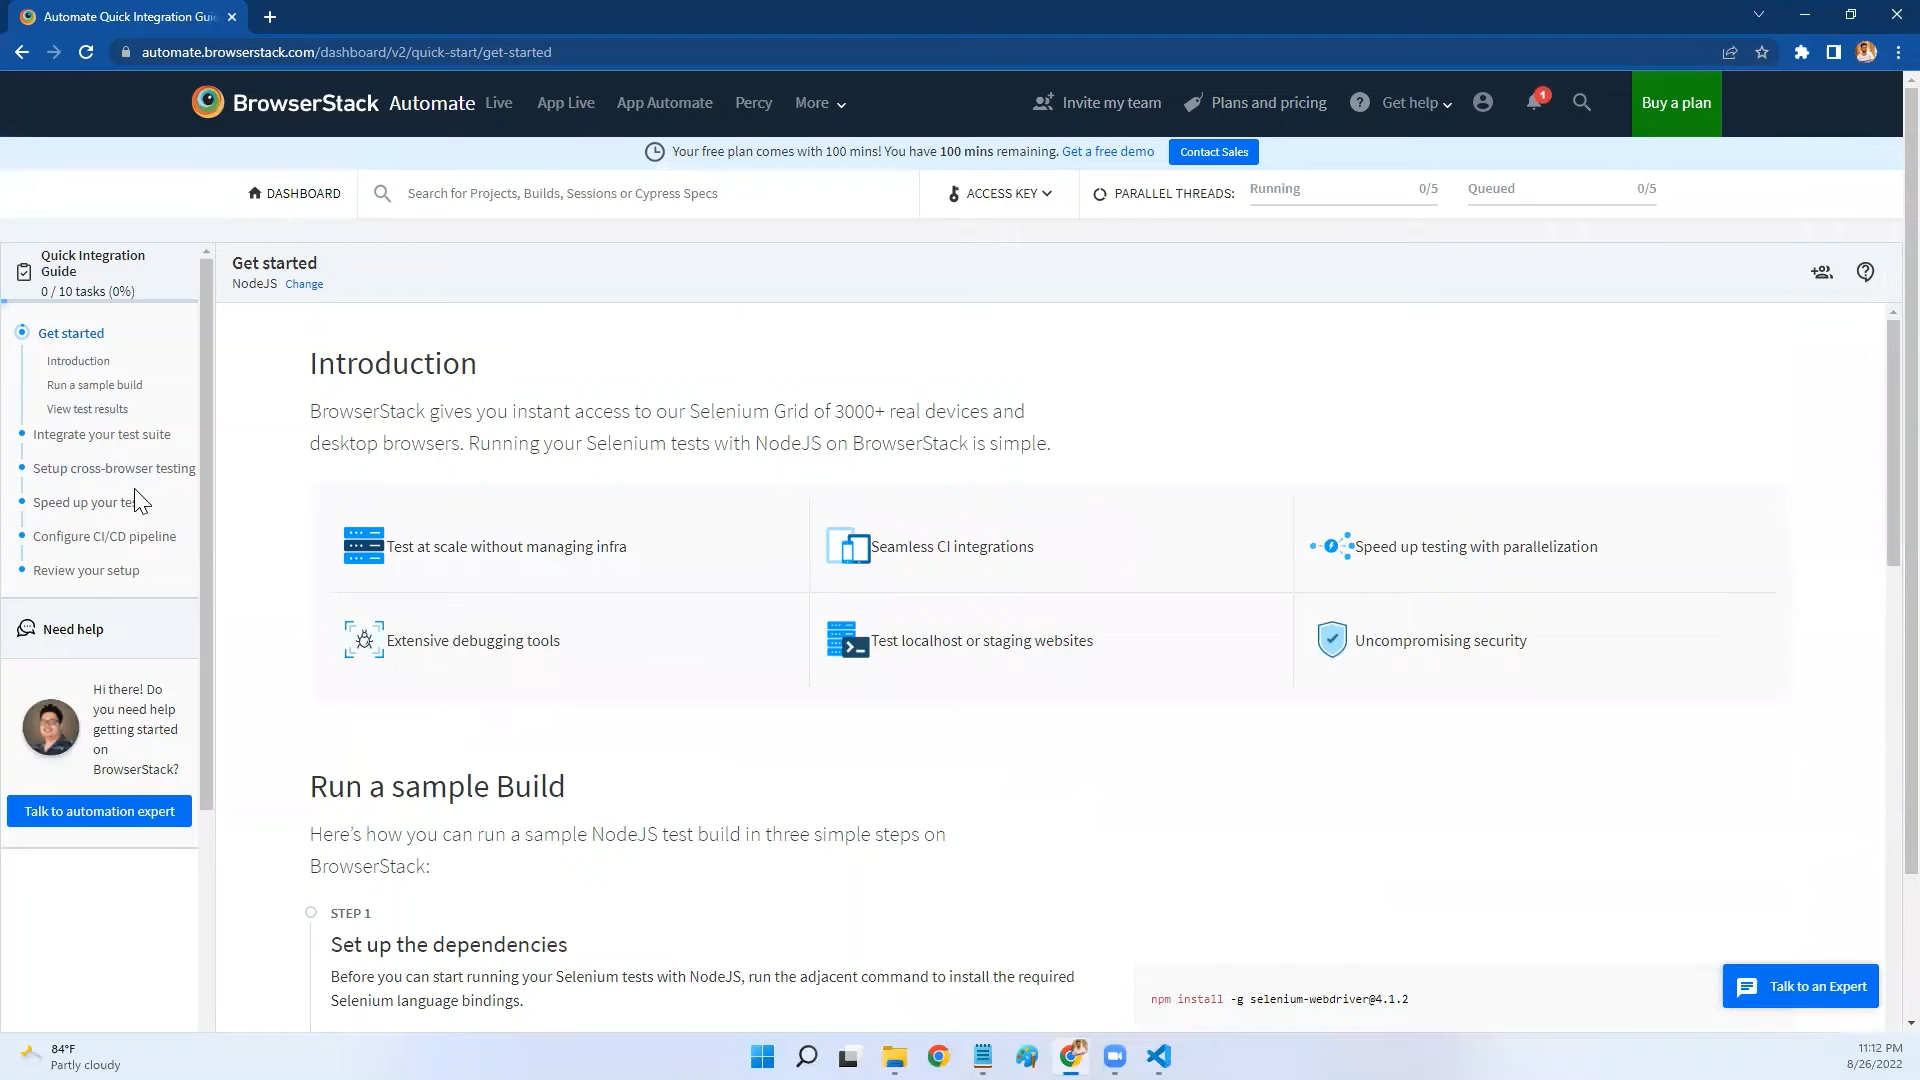 Automate Quick Integration Gui
automate.browserstack.com/dashboard/v2/quick-start/get-started
BrowserStack Automate Live App Live App Automate Percy More Invite my team Plans and pricing Get help 1 Buy a plan
Your free plan comes with 100 mins! You have 100 mins remaining. Get a free demo Contact Sales
DASHBOARD Search for Projects, Builds, Sessions or Cypress Specs ACCESS KEY PARALLEL THREADS: Running 0/5 Queued 0/5
Quick Integration
Guide
0 / 10 tasks (0%)
Get started
NodeJS Change
Get started
Introduction
Run a sample build
View test results
Integrate your test suite
Setup cross-browser testing
Speed up your
Configure CI/CD pipeline
Review your setup
Need help
Hi there! Do
you need help
getting started
on
BrowserStack?
Talk to automation expert
Introduction
BrowserStack gives you instant access to our Selenium Grid of 3000+ real devices and
desktop browsers. Running your Selenium tests with NodeJS on BrowserStack is simple.
Test at scale without managing infra Seamless CI integrations Speed up testing with parallelization
Extensive debugging tools Test localhost or staging websites Uncompromising security
Run a sample Build
Here's how you can run a sample NodeJS test build in three simple steps on
BrowserStack:
STEP 1
Set up the dependencies
Before you can start running your Selenium tests with NodeJS, run the adjacent command to install the required
Selenium language bindings.
npm install -g selenium-webdriver@4.1.2
Talk to an Expert
84°F
Partly cloudy
11:12 PM
8/26/2022